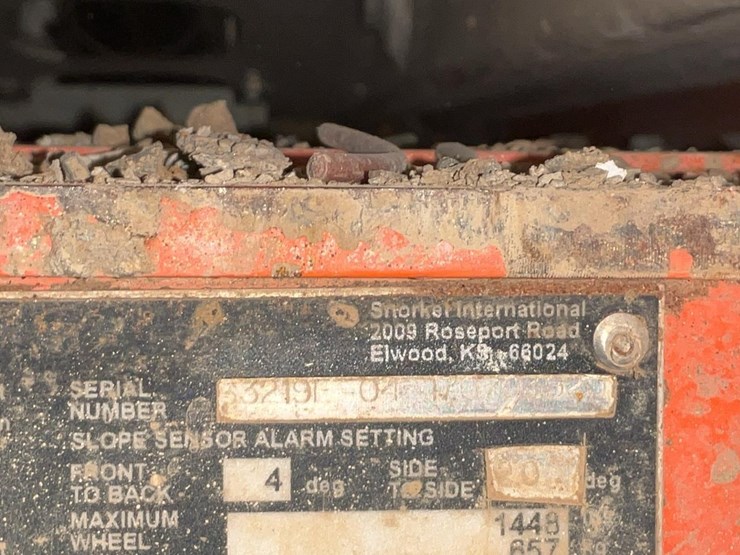 Snorkel International
2009 Roseport Road
Elwood, KS 66024
SERIAL
NUMBER
SLOPE SENSOR ALARM SETTING
FRONT
TO BACK
4 deg
SIDE
TO SIDE
deg
MAXIMUM
WHEEL
1448
657